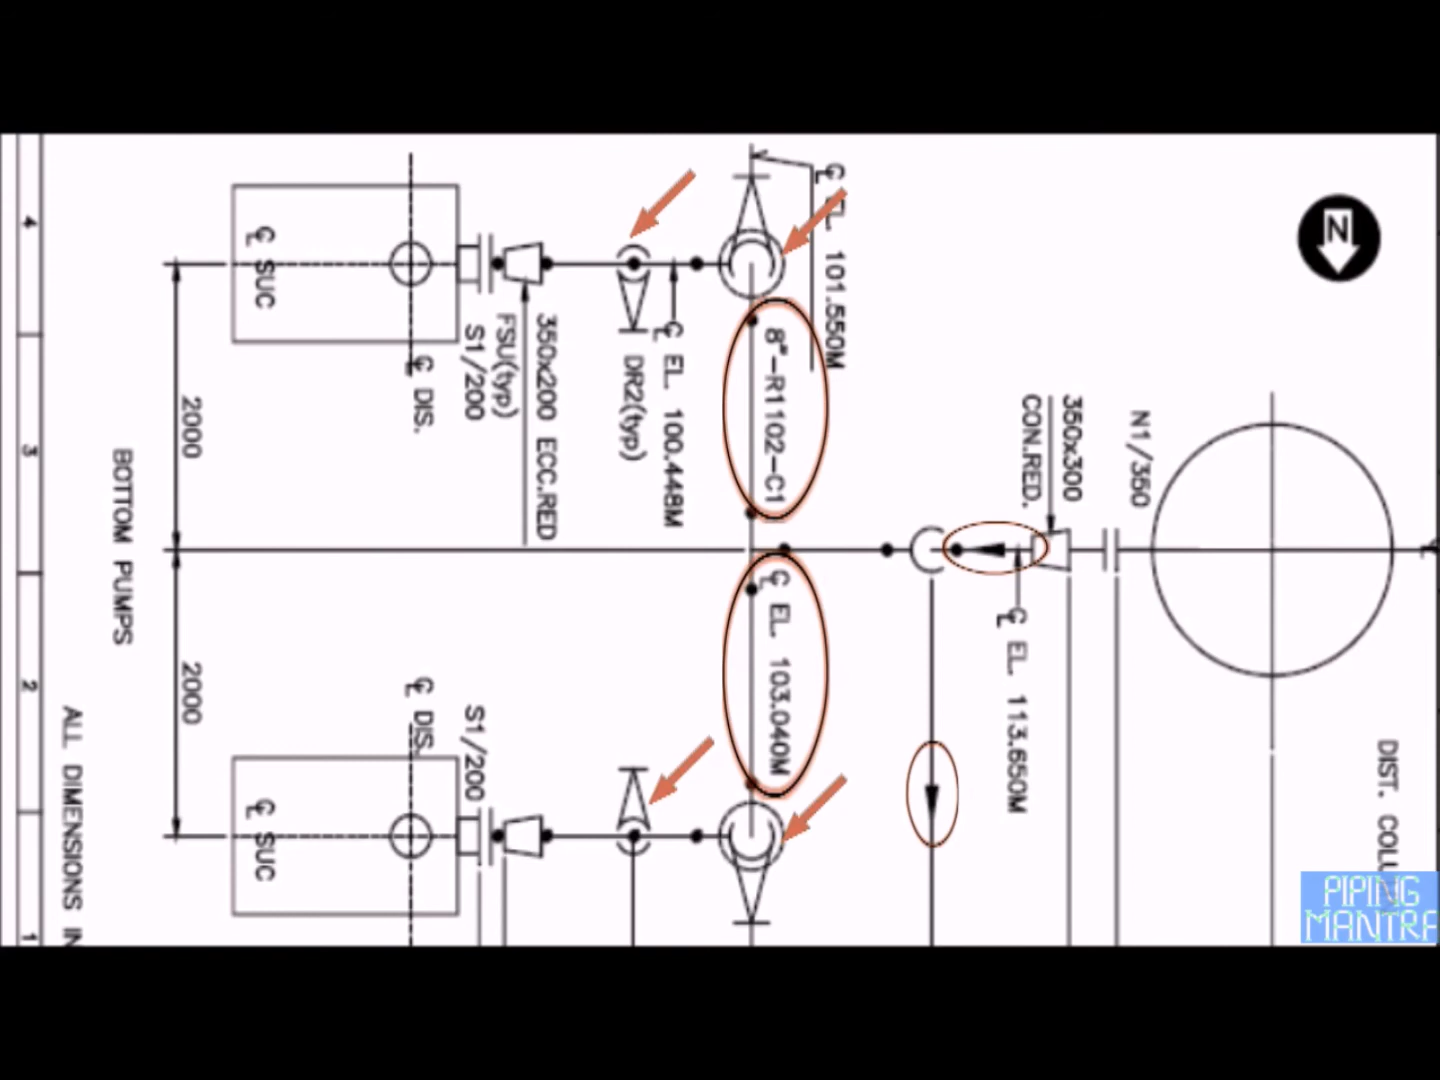 4
3
2
1
ALL DIMENSIONS IN
BOTTOM PUMPS
2000
2000
℄ SUC
℄ SUC
℄ DIS.
℄ DIS.
S1/200
S1/200
FSU(typ)
350x200 ECC.RED
DR2(typ)
℄ EL. 100.448M
8"-R1102-C1
℄ EL. 103.040M
℄ EL. 101.550M
℄ EL. 113.650M
CON.RED.
350x300
N1/350
N
DIST.
PIPING
MANTRA